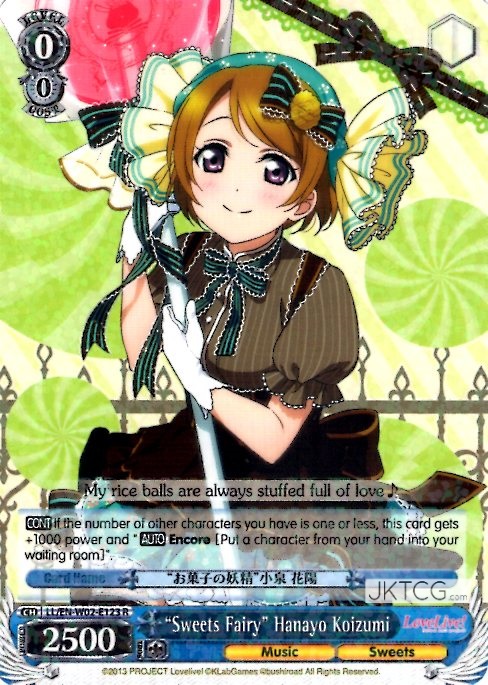 LEVEL
0
0
COST
My rice balls are always stuffed full of love♪
CONT If the number of other characters you have is one or less, this card gets
+1000 power and "AUTO Encore [Put a character from your hand into your
waiting room]".
Card Name
"お菓子の妖精"小泉 花陽
JKTCG.com
LL/EN-W02-E123 R
"Sweets Fairy" Hanayo Koizumi
LoveLive!
POWER
2500
SOUL
Music
Sweets
©2013 PROJECT Lovelive! ©KLabGames ©bushiroad All Rights Reserved.